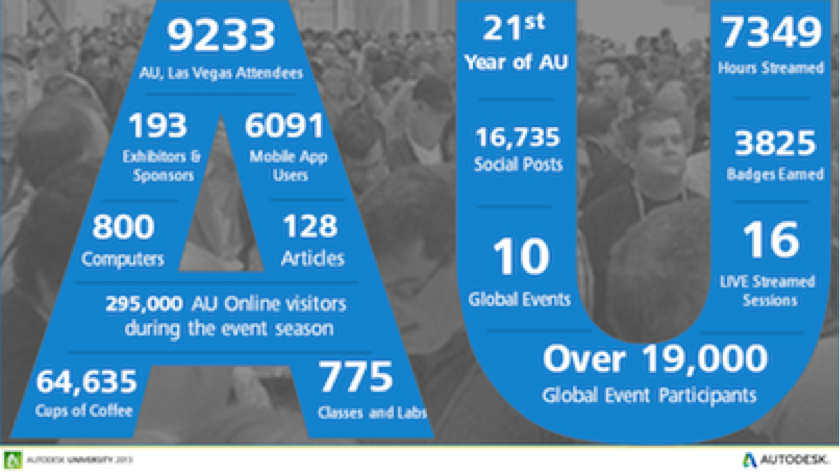 9233
AU, Las Vegas Attendees
193
Exhibitors &
Sponsors
6091
Mobile App
Users
800
Computers
128
Articles
295,000 AU Online visitors
during the event season
64,635
Cups of Coffee
775
Classes and Labs
21st
Year of AU
16,735
Social Posts
10
Global Events
7349
Hours Streamed
3825
Badges Earned
16
LIVE Streamed
Sessions
Over 19,000
Global Event Participants
AUTODESK UNIVERSITY 2013
AUTODESK.